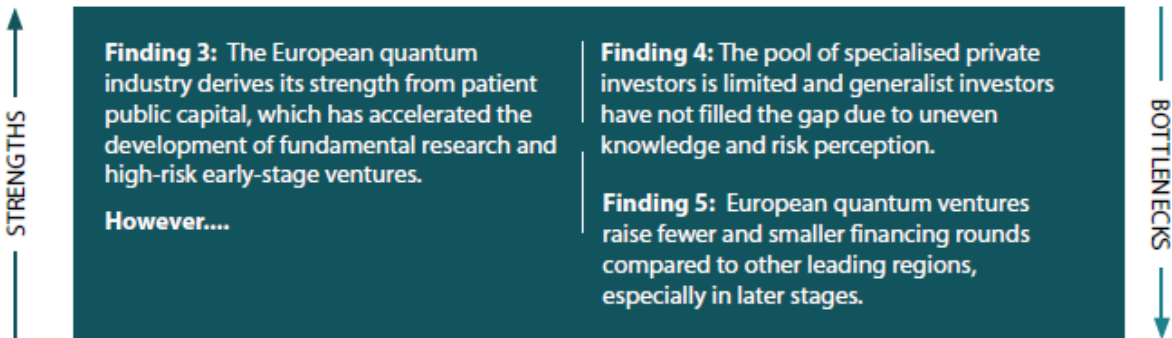 STRENGTHS
Finding 3: The European quantum
industry derives its strength from patient
public capital, which has accelerated the
development of fundamental research and
high-risk early-stage ventures.
However....
Finding 4: The pool of specialised private
investors is limited and generalist investors
have not filled the gap due to uneven
knowledge and risk perception.
Finding 5: European quantum ventures
raise fewer and smaller financing rounds
compared to other leading regions,
especially in later stages.
BOTTLENECKS